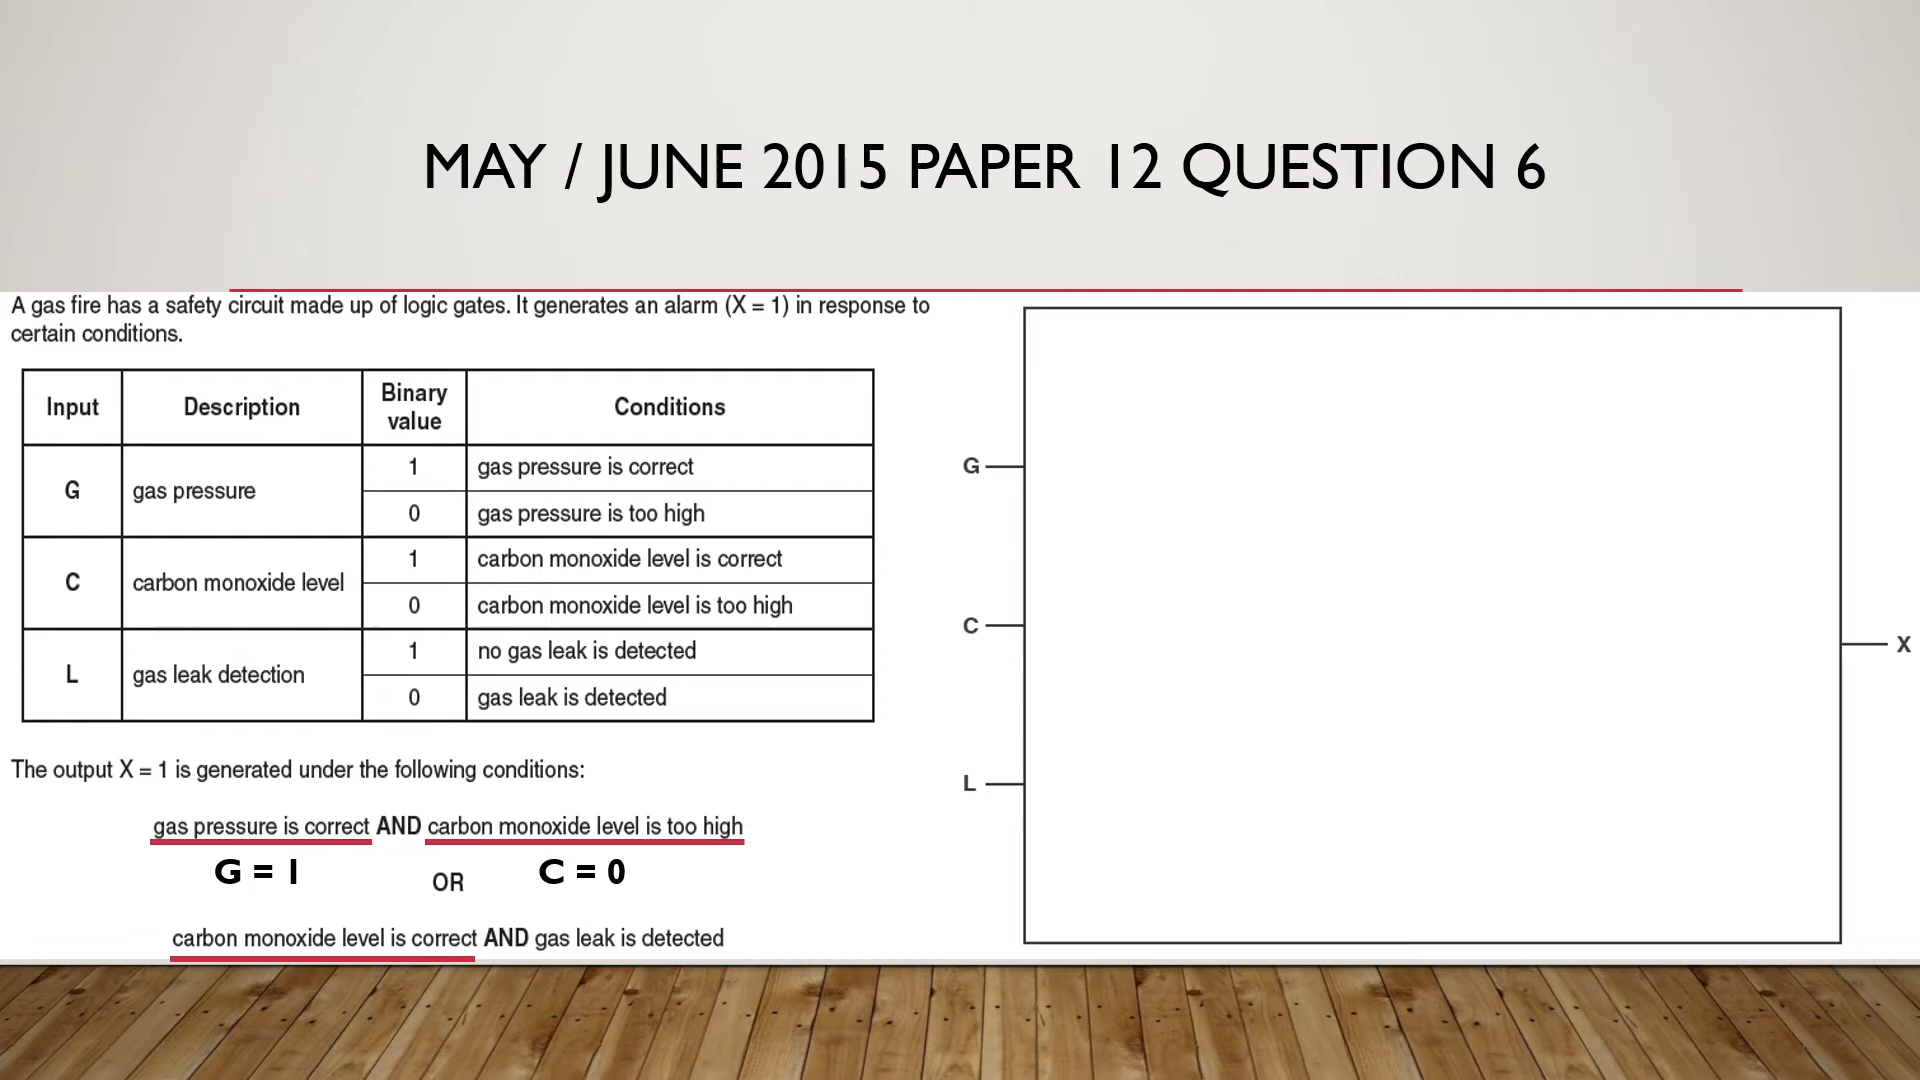 MAY / JUNE 2015 PAPER 12 QUESTION 6
A gas fire has a safety circuit made up of logic gates. It generates an alarm (X = 1) in response to
certain conditions.
Input Description Binary value Conditions
G gas pressure 1 gas pressure is correct
0 gas pressure is too high
C carbon monoxide level 1 carbon monoxide level is correct
0 carbon monoxide level is too high
L gas leak detection 1 no gas leak is detected
0 gas leak is detected
The output X = 1 is generated under the following conditions:
gas pressure is correct AND carbon monoxide level is too high
G = 1 OR C = 0
carbon monoxide level is correct AND gas leak is detected
G
C
L
X